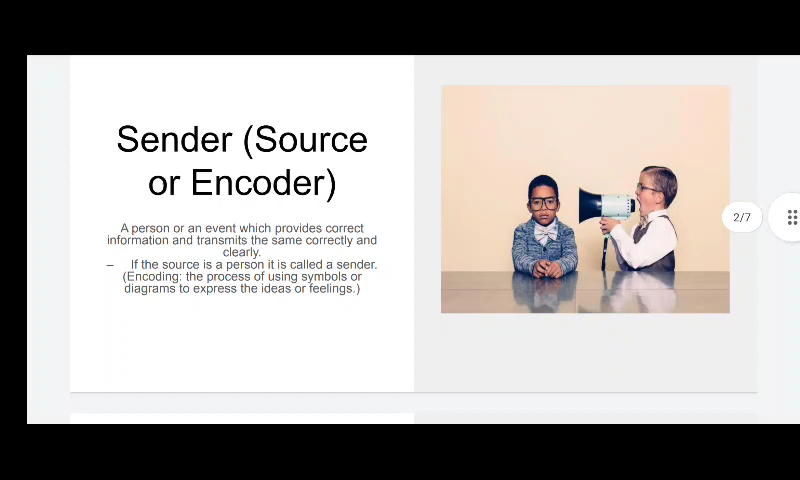 Sender (Source
or Encoder)
A person or an event which provides correct
information and transmits the same correctly and
clearly.
– If the source is a person it is called a sender.
(Encoding: the process of using symbols or
diagrams to express the ideas or feelings.)
2/7